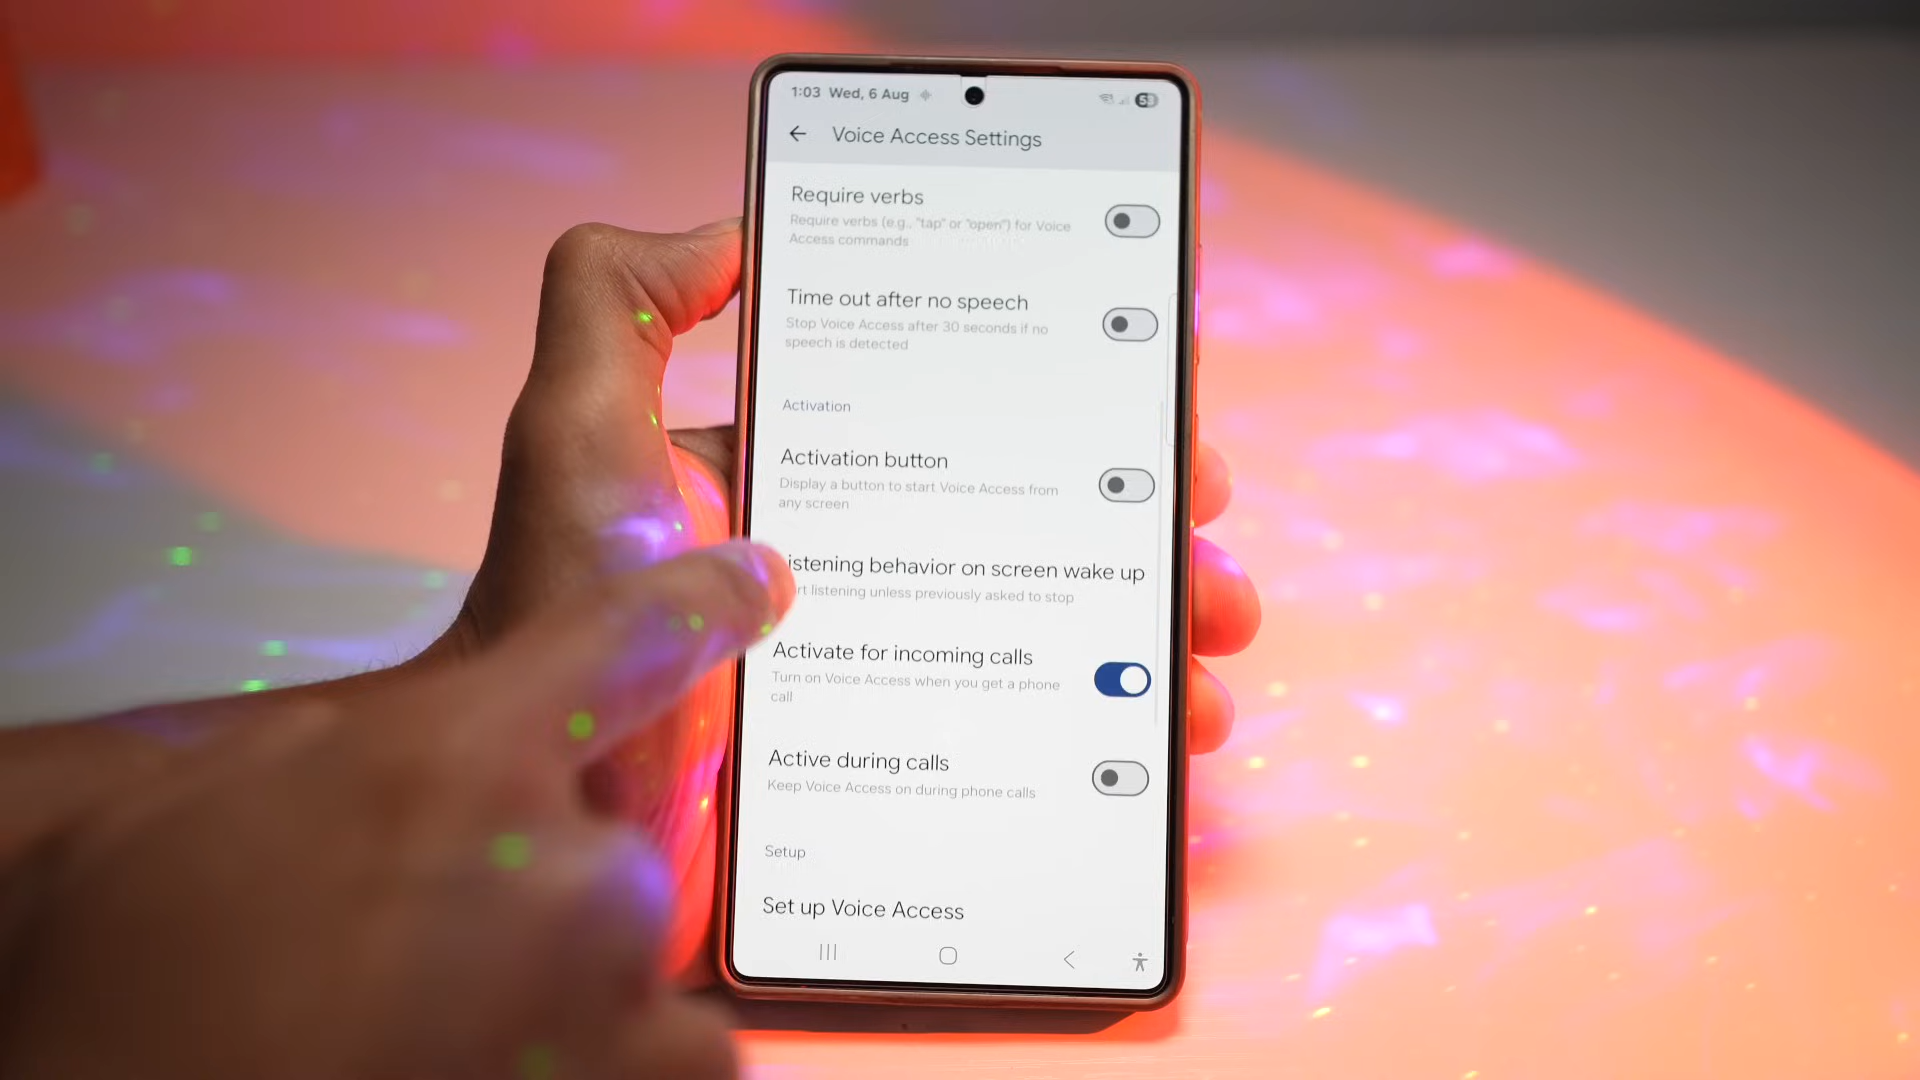 1:03 Wed, 6 Aug
53
Voice Access Settings
Require verbs
Require verbs (e.g., "tap" or "open") for Voice
Access commands
Time out after no speech
Stop Voice Access after 30 seconds if no
speech is detected
Activation
Activation button
Display a button to start Voice Access from
any screen
istening behavior on screen wake up
rt listening unless previously asked to stop
Activate for incoming calls
Turn on Voice Access when you get a phone
call
Active during calls
Keep Voice Access on during phone calls
Setup
Set up Voice Access